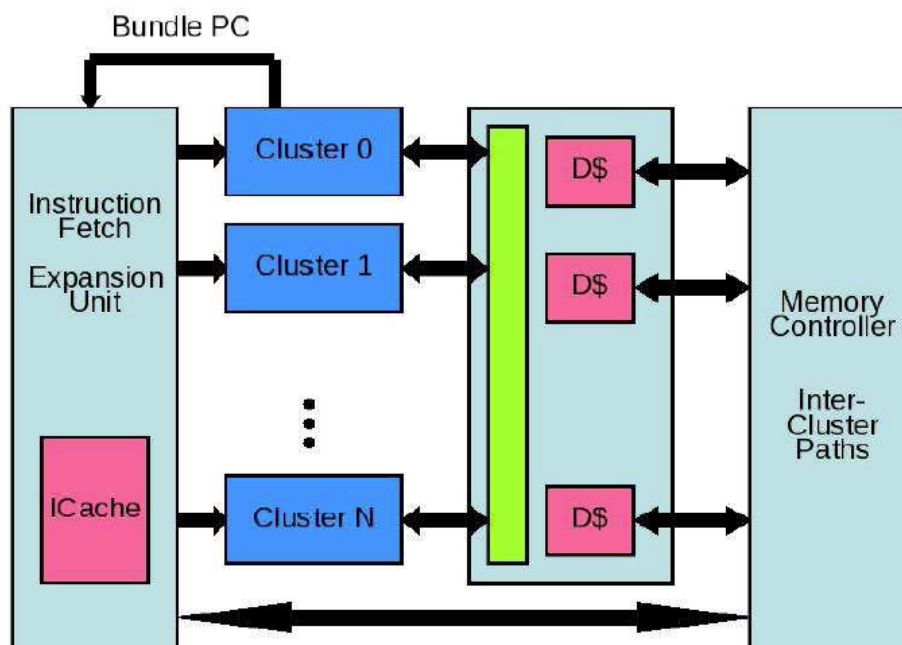 Bundle PC
Instruction
Fetch
Expansion
Unit
ICache
Cluster 0
Cluster 1
Cluster N
D$
D$
D$
Memory
Controller
Inter-
Cluster
Paths